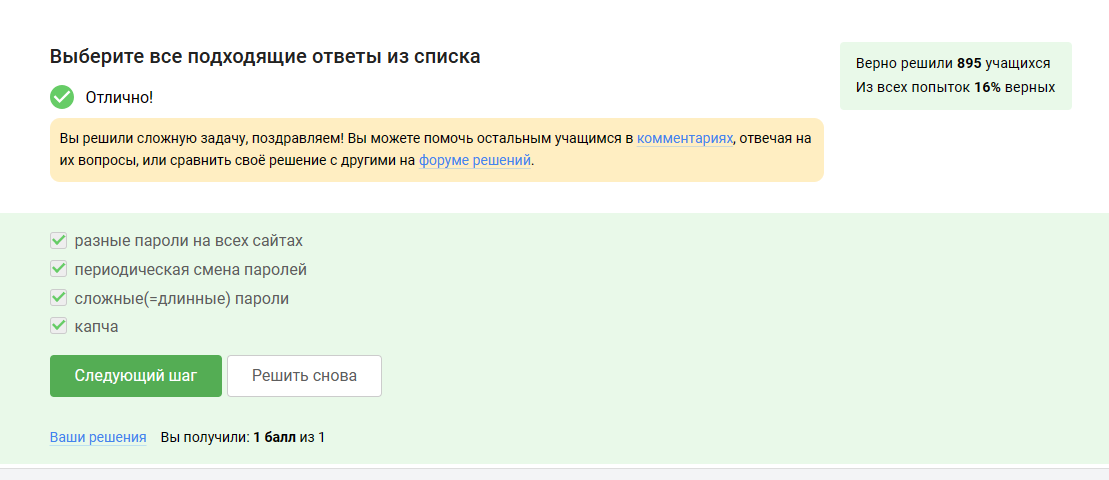 Выберите все подходящие ответы из списка
Верно решили 895 учащихся
Из всех попыток 16% верных
Отлично!
Вы решили сложную задачу, поздравляем! Вы можете помочь остальным учащимся в комментариях, отвечая на
их вопросы, или сравнить своё решение с другими на форуме решений.
разные пароли на всех сайтах
периодическая смена паролей
сложные(=длинные) пароли
капча
Следующий шаг
Решить снова
Ваши решения Вы получили: 1 балл из 1